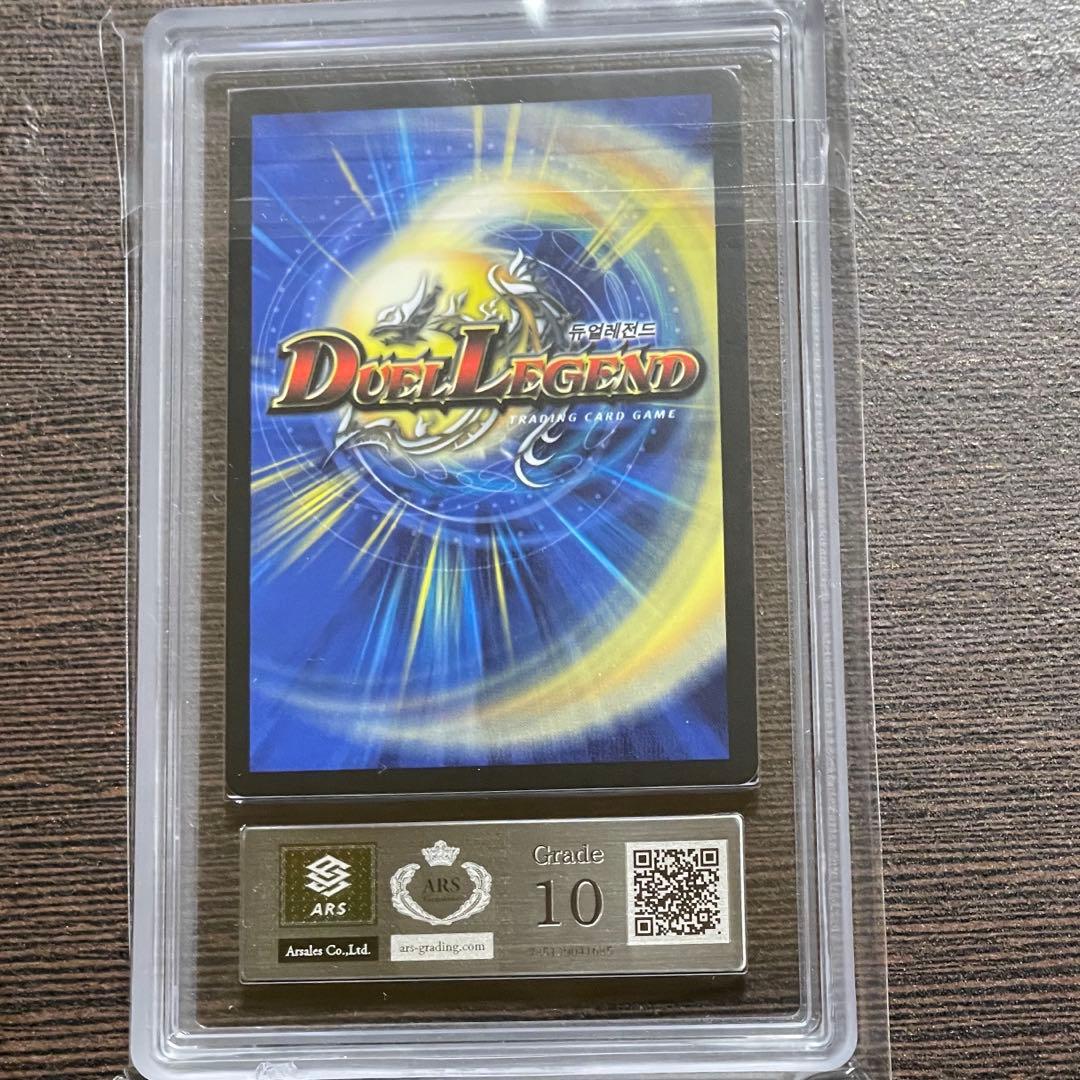 듀얼레전드
DUEL LEGEND
TRADING CARD GAME
ARS
Arsales Co.,Ltd.
ARS
ars-grading.com
Grade
10